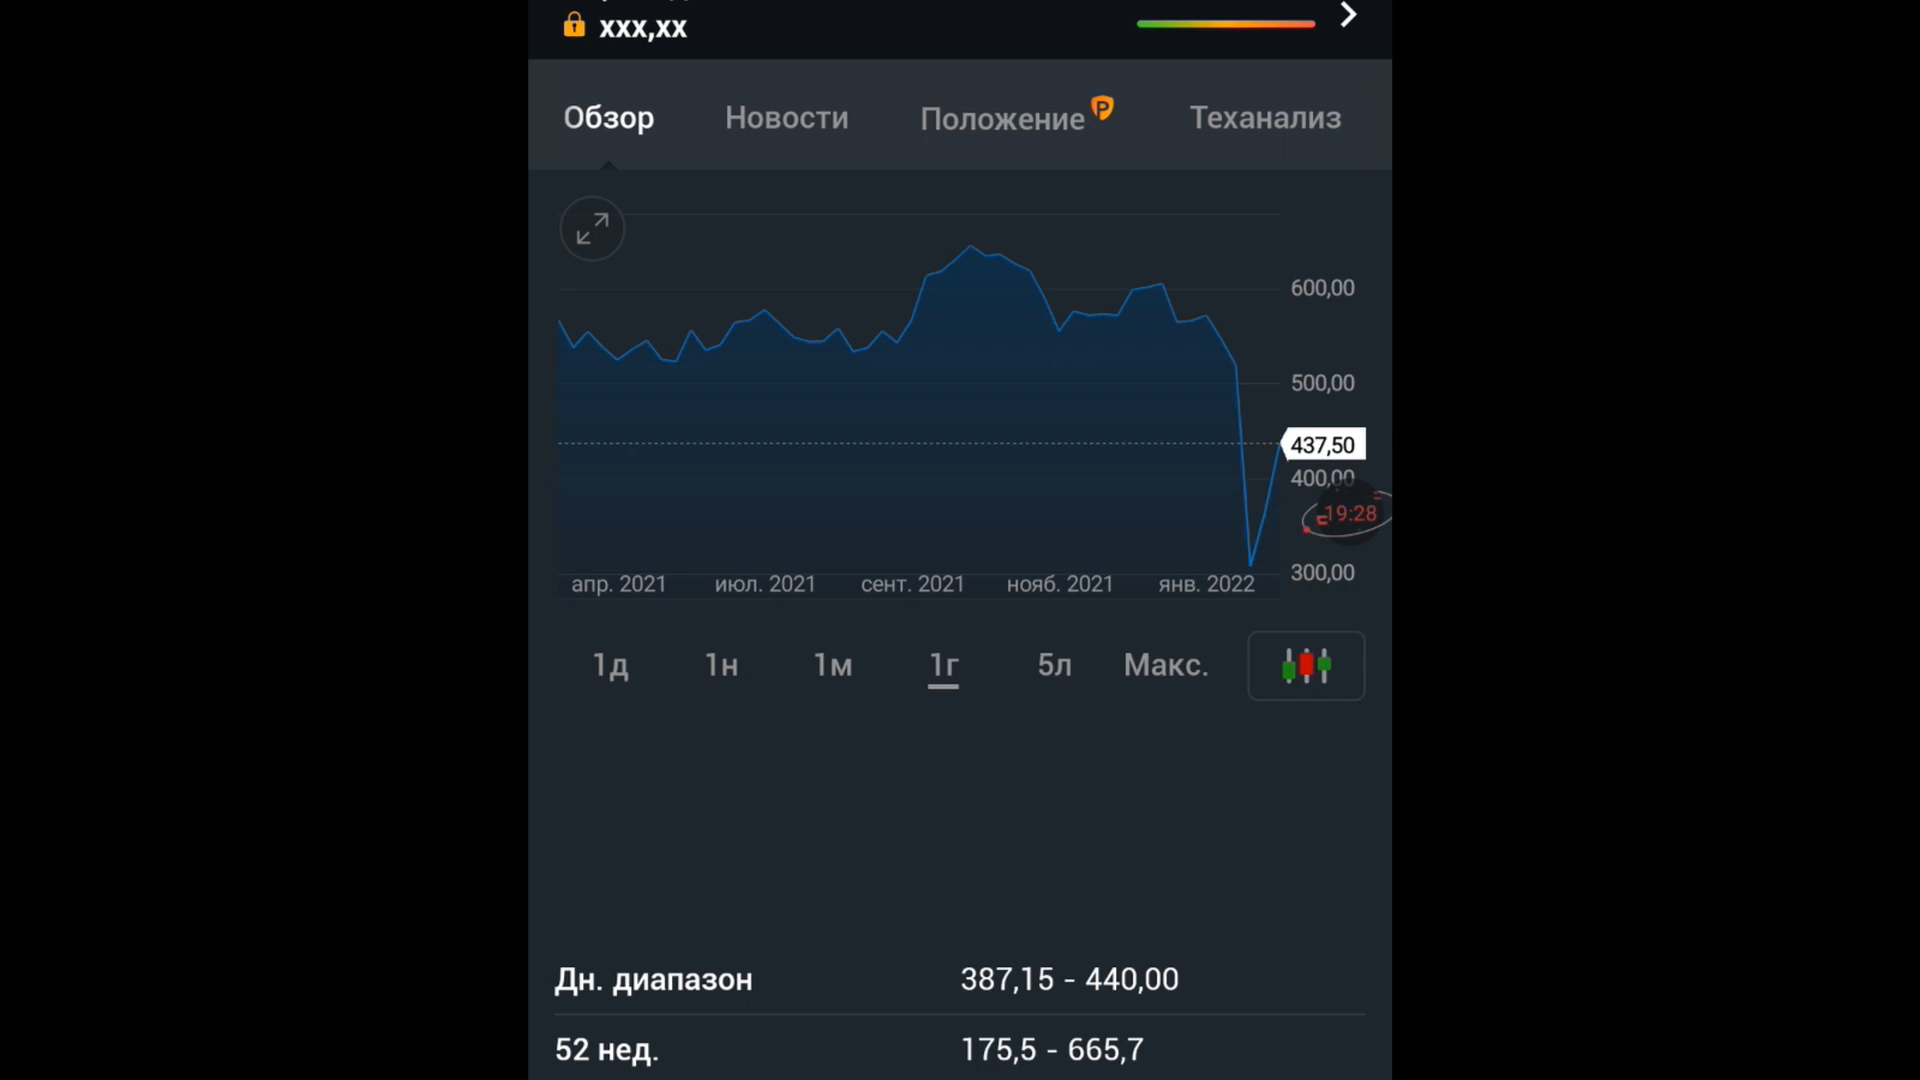 xxx,xx
Обзор Новости Положение P Теханализ
600,00
500,00
437,50
400,00
19:28
300,00
апр. 2021 июл. 2021 сент. 2021 нояб. 2021 янв. 2022
1д 1н 1м 1г 5л Макс.
Дн. диапазон 387,15 - 440,00
52 нед. 175,5 - 665,7